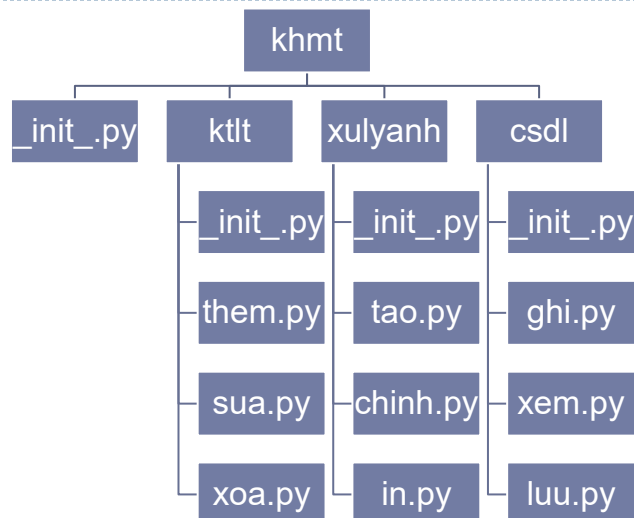 khmt
_init_.py ktlt xulyanh csdl
_init_.py _init_.py _init_.py
them.py tao.py ghi.py
sua.py chinh.py xem.py
xoa.py in.py luu.py